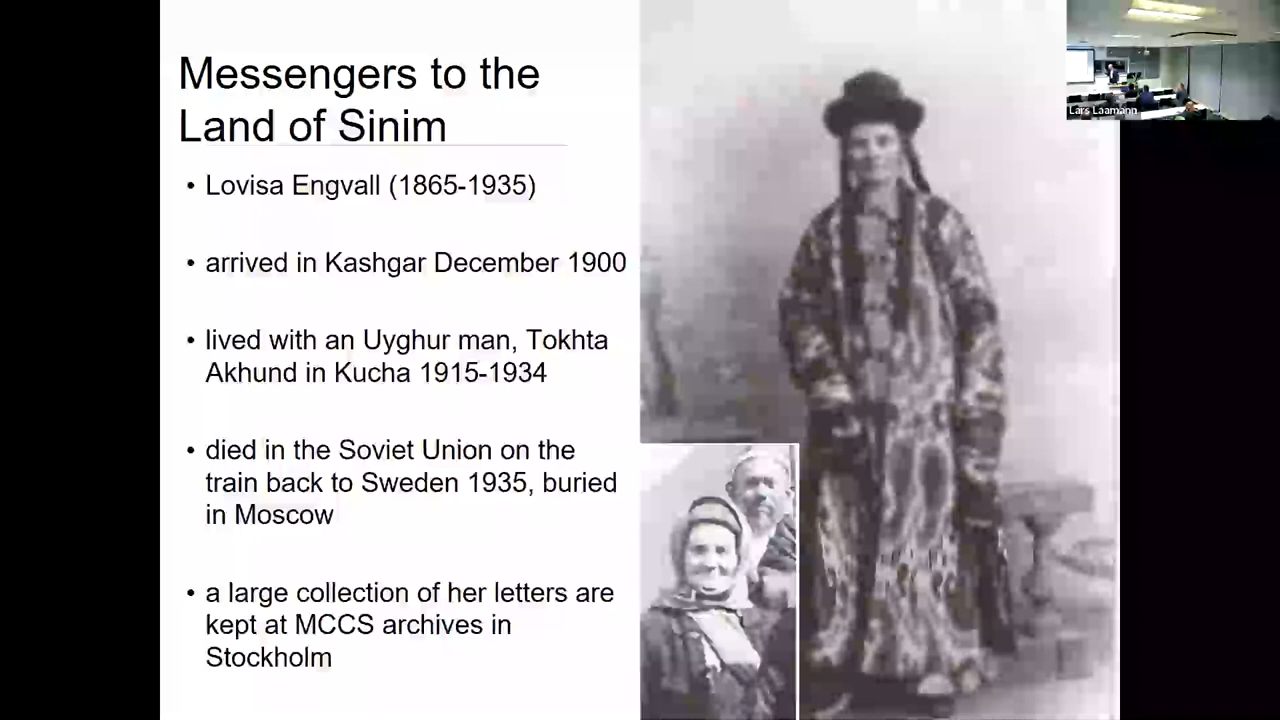 Messengers to the
Land of Sinim
• Lovisa Engvall (1865-1935)
• arrived in Kashgar December 1900
• lived with an Uyghur man, Tokhta
Akhund in Kucha 1915-1934
• died in the Soviet Union on the
train back to Sweden 1935, buried
in Moscow
• a large collection of her letters are
kept at MCCS archives in
Stockholm
Lars Laamann